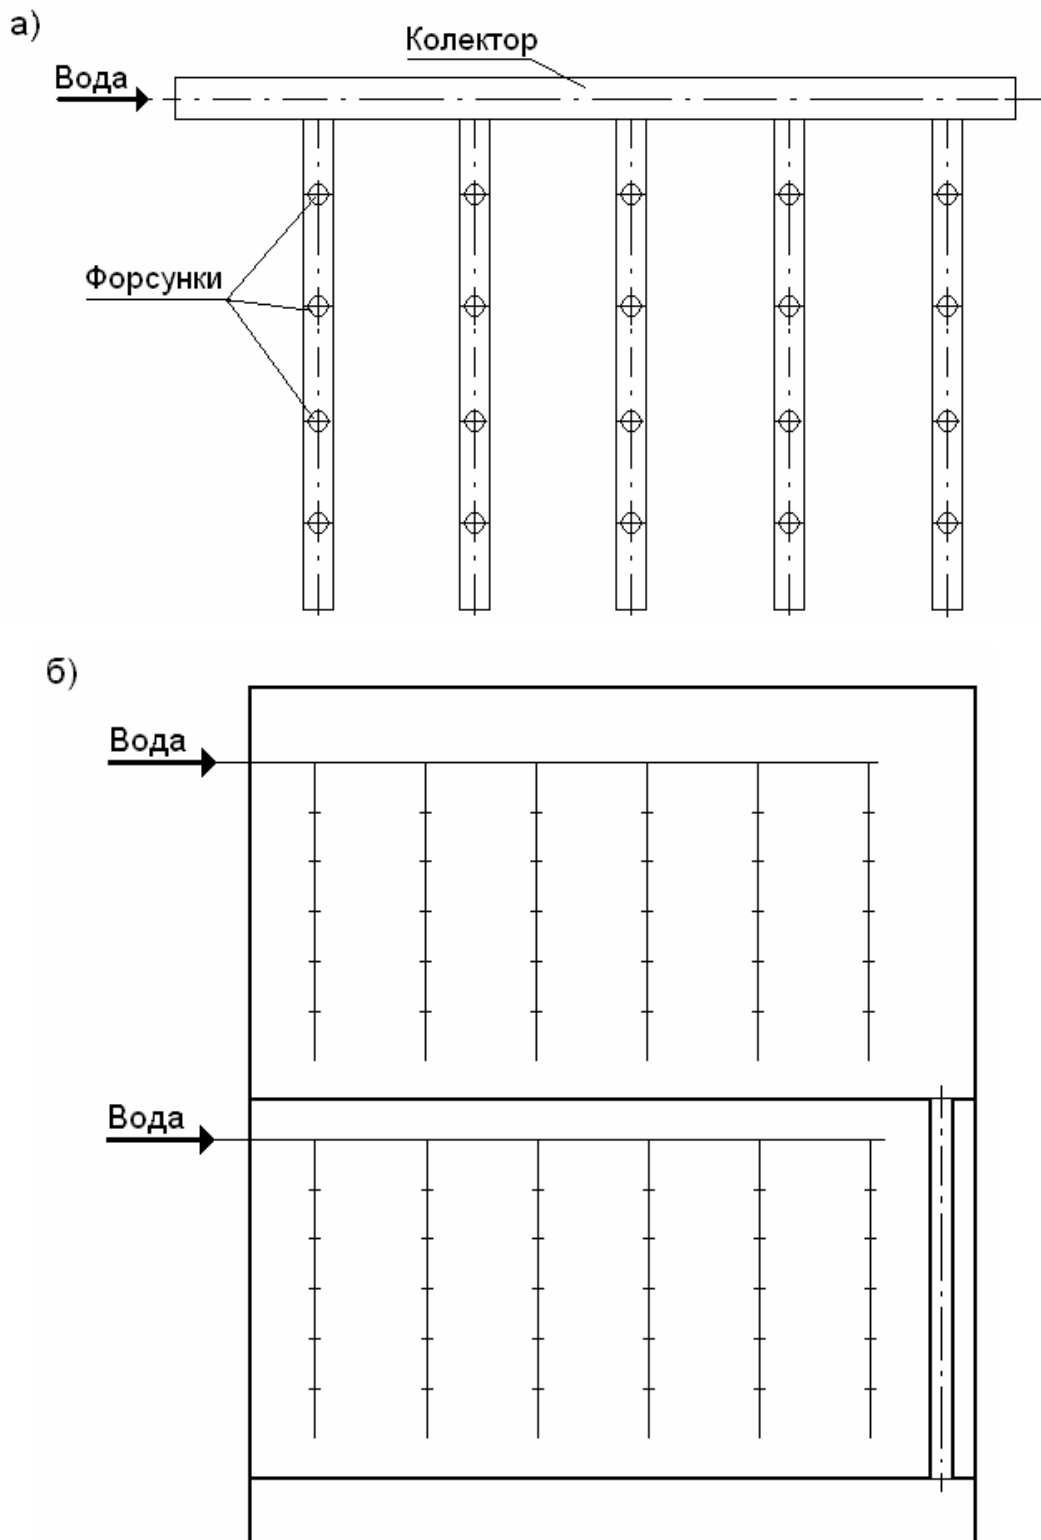 а)
Колектор
Вода
Форсунки
б)
Вода
Вода